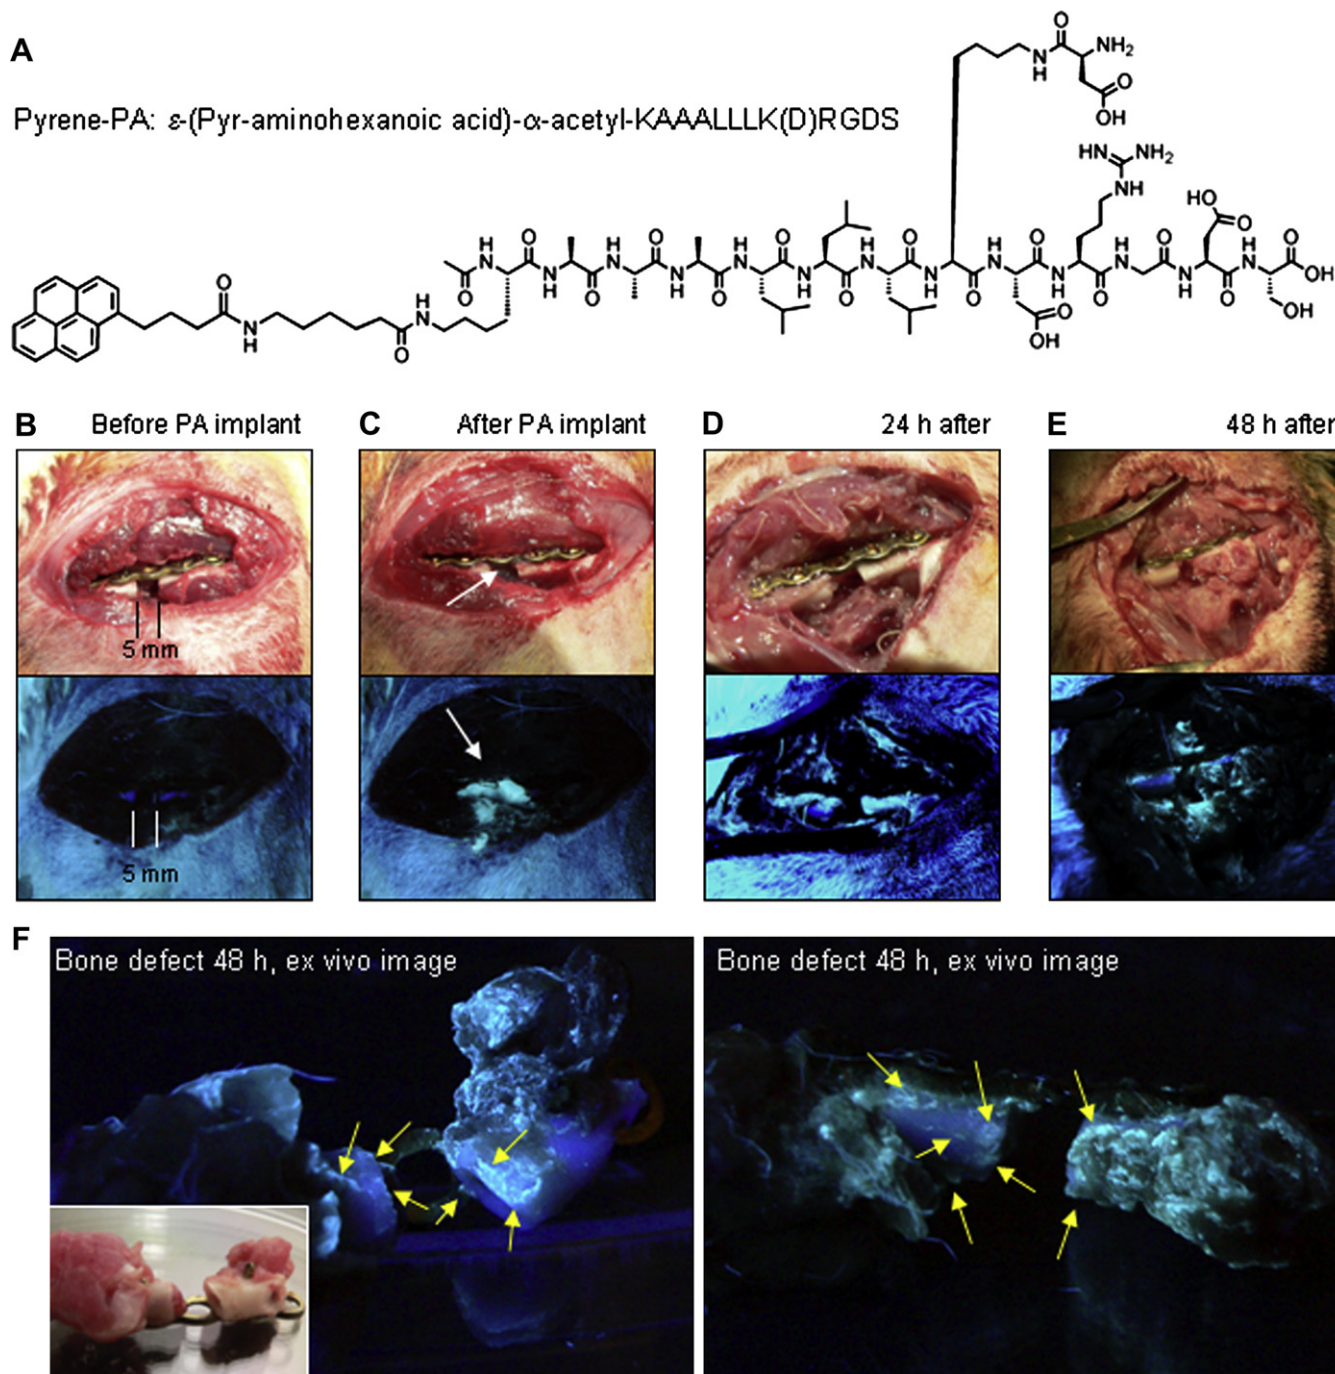 A
Pyrene-PA: ε-(Pyr-aminohexanoic acid)-α-acetyl-KAAALLLK(D)RGDS
O
NH₂
N
H
O
OH
HN
NH₂
NH
HO
O
O
H
N
O
H
N
O
H
N
O
H
N
O
H
N
O
H
N
O
H
N
O
OH
N
H
O
N
H
O
N
H
O
N
H
O
N
H
O
N
H
O
OH
O
N
H
O
H
N
O
OH
B Before PA implant
C After PA implant
D 24 h after
E 48 h after
5 mm
5 mm
F
Bone defect 48 h, ex vivo image
Bone defect 48 h, ex vivo image